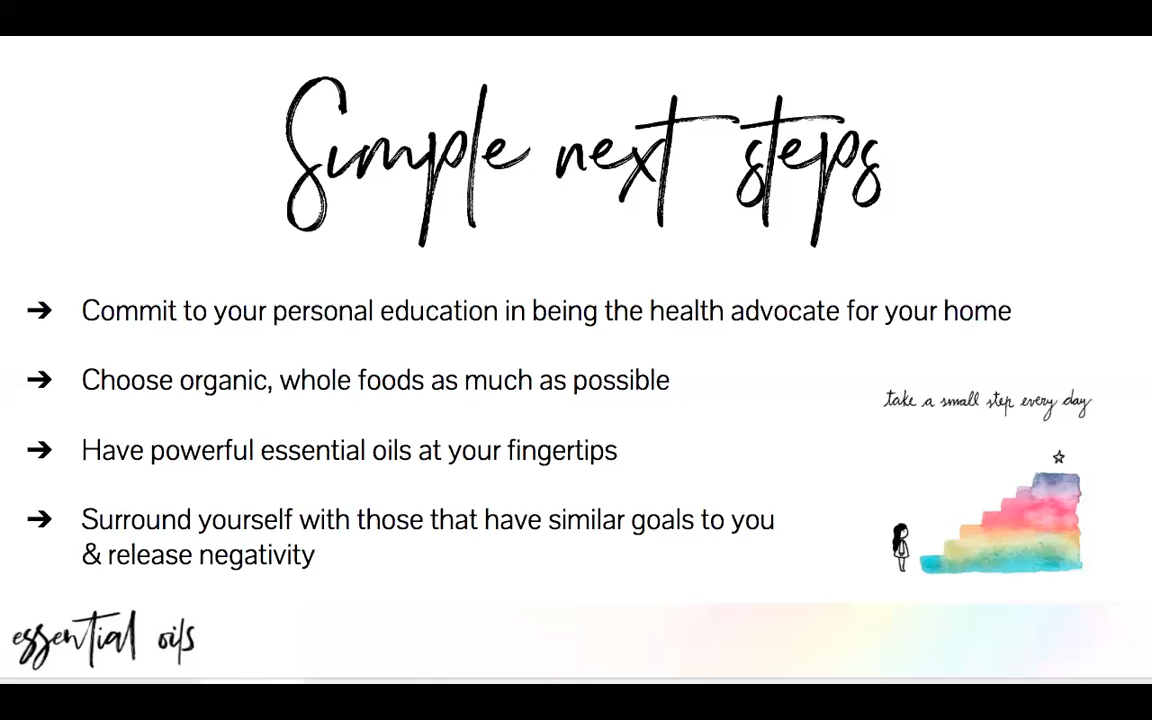 Simple next steps
➔ Commit to your personal education in being the health advocate for your home
➔ Choose organic, whole foods as much as possible
take a small step every day
➔ Have powerful essential oils at your fingertips
➔ Surround yourself with those that have similar goals to you
& release negativity
essential oils